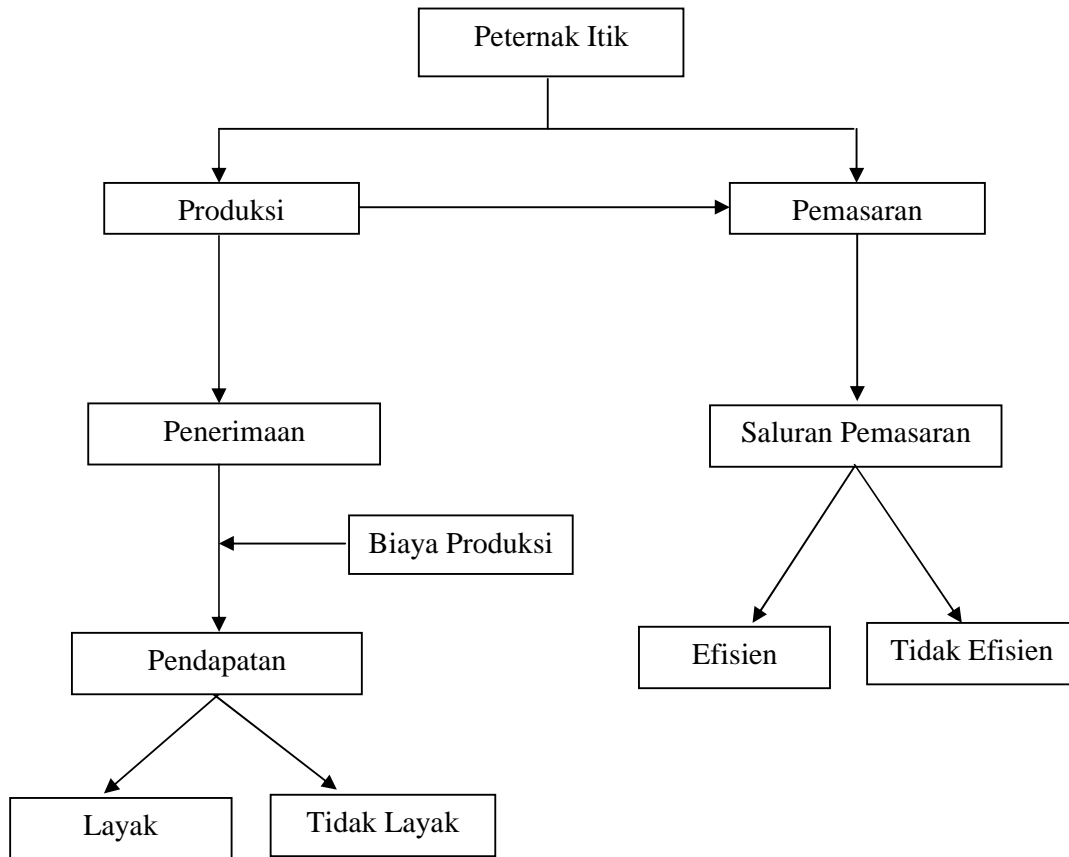 Peternak Itik
Produksi
Pemasaran
Penerimaan
Saluran Pemasaran
Biaya Produksi
Pendapatan
Efisien
Tidak Efisien
Layak
Tidak Layak